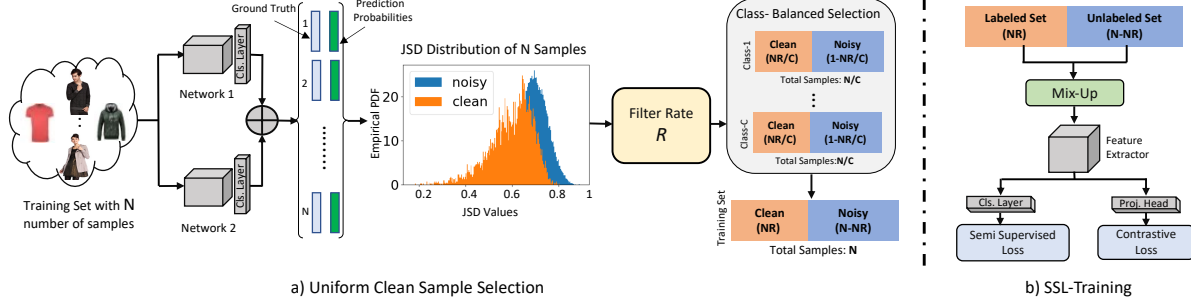 Ground Truth
Prediction
Probabilities
1
2
N
Cls. Layer
Network 1
Cls. Layer
Network 2
Training Set with N
number of samples
JSD Distribution of N Samples
noisy
clean
Empirical PDF
20
10
0
0.2
0.4
0.6
0.8
1
JSD Values
Filter Rate
R
Class- Balanced Selection
Class-1
Clean
(NR/C)
Noisy
(1-NR/C)
Total Samples: N/C
Class-C
Clean
(NR/C)
Noisy
(1-NR/C)
Total Samples:N/C
Training Set
Clean
(NR)
Noisy
(N-NR)
Total Samples: N
a) Uniform Clean Sample Selection
Labeled Set
(NR)
Unlabeled Set
(N-NR)
Mix-Up
Feature
Extractor
Cls. Layer
Proj. Head
Semi Supervised
Loss
Contrastive
Loss
b) SSL-Training